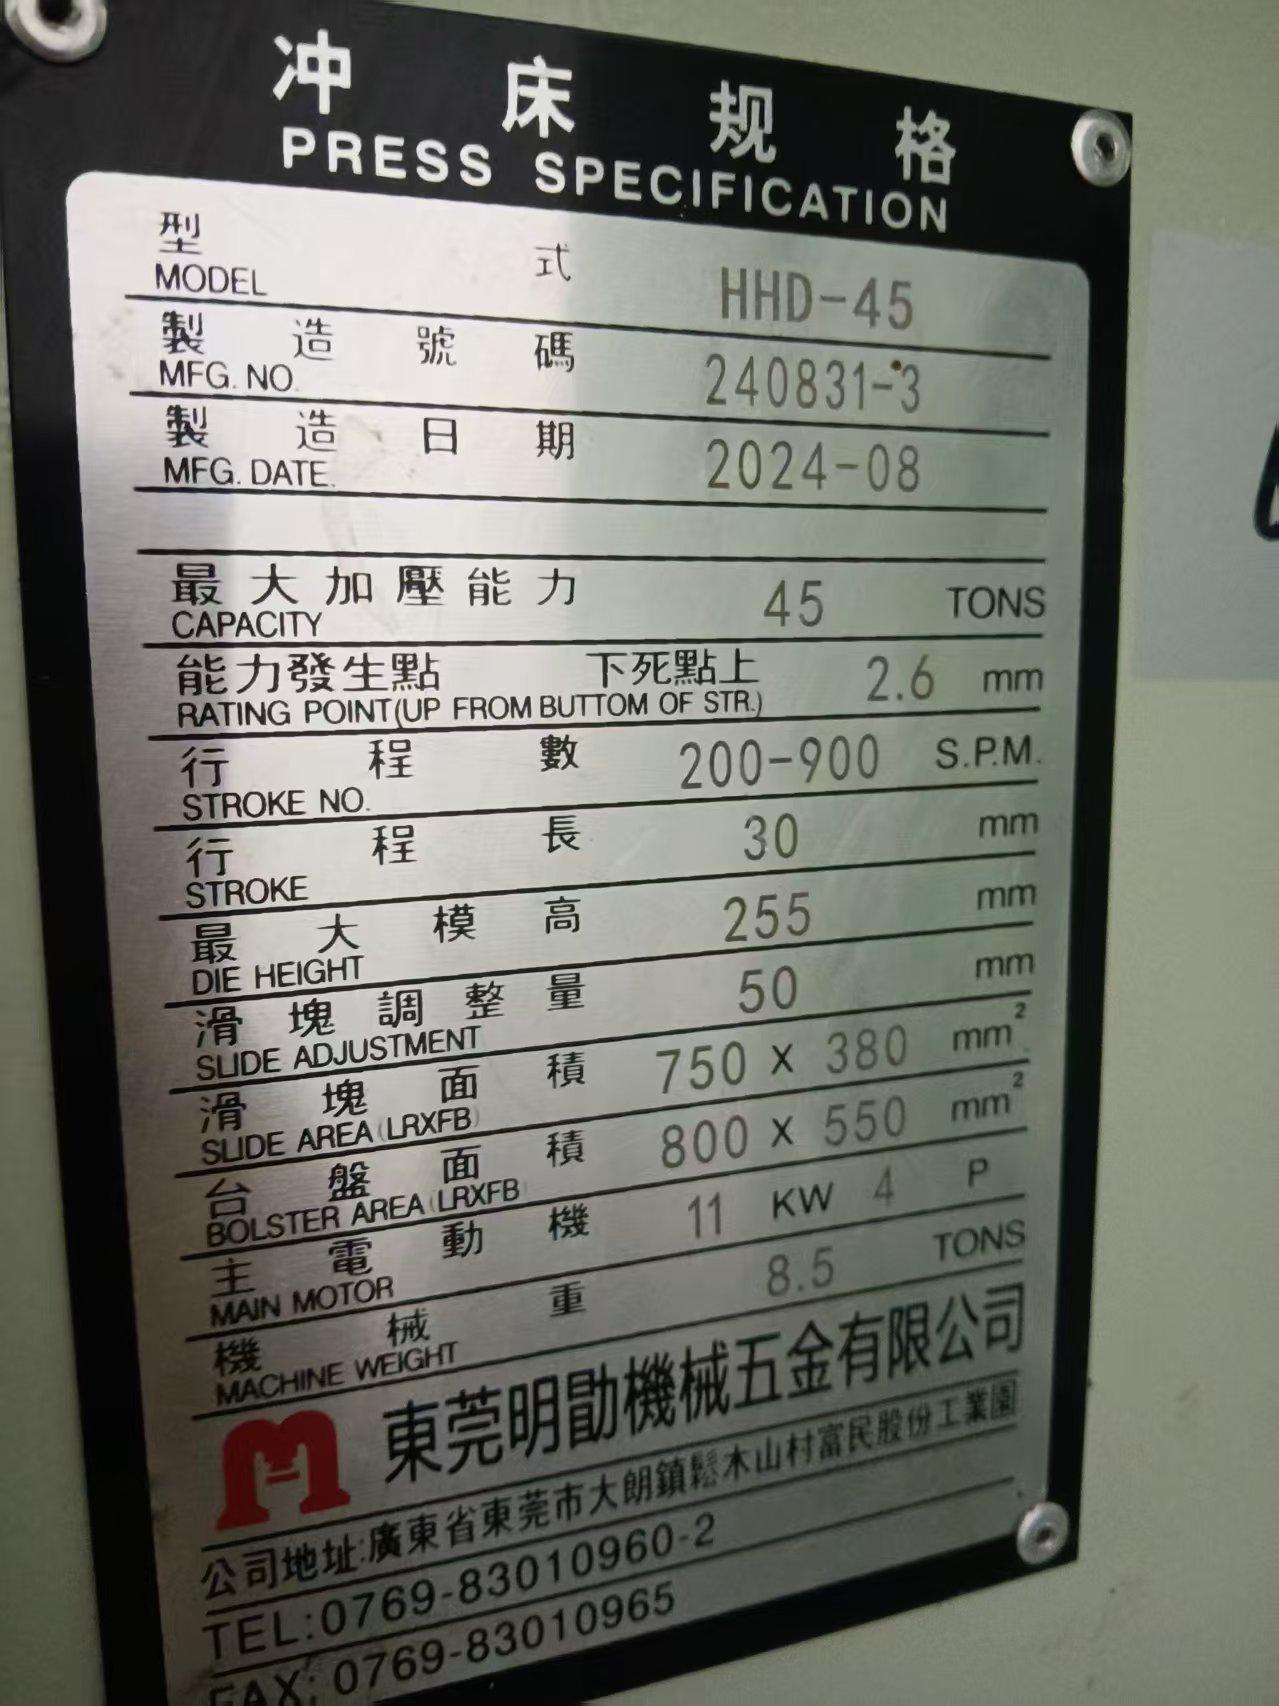 冲床规格
PRESS SPECIFICATION
型式 HHD-45
MODEL
製造號碼 240831-3
MFG. NO.
製造日期 2024-08
MFG. DATE.
最大加壓能力 45 TONS
CAPACITY
能力發生點 下死點上 2.6 mm
RATING POINT(UP FROM BUTTOM OF STR.)
行程數 200-900 S.P.M.
STROKE NO.
行程長 30 mm
STROKE
最大模高 255 mm
DIE HEIGHT
滑塊調整量 50 mm
SLIDE ADJUSTMENT
滑塊面積 750 x 380 mm²
SLIDE AREA(LRXFB)
台盤面積 800 x 550 mm²
BOLSTER AREA(LRXFB)
主電動機 11 KW 4 P
MAIN MOTOR
機械重 8.5 TONS
MACHINE WEIGHT
東莞明勖機械五金有限公司
公司地址:廣東省東莞市大朗鎮鬆木山村富民股份工業園
TEL:0769-83010960-2
FAX: 0769-83010965